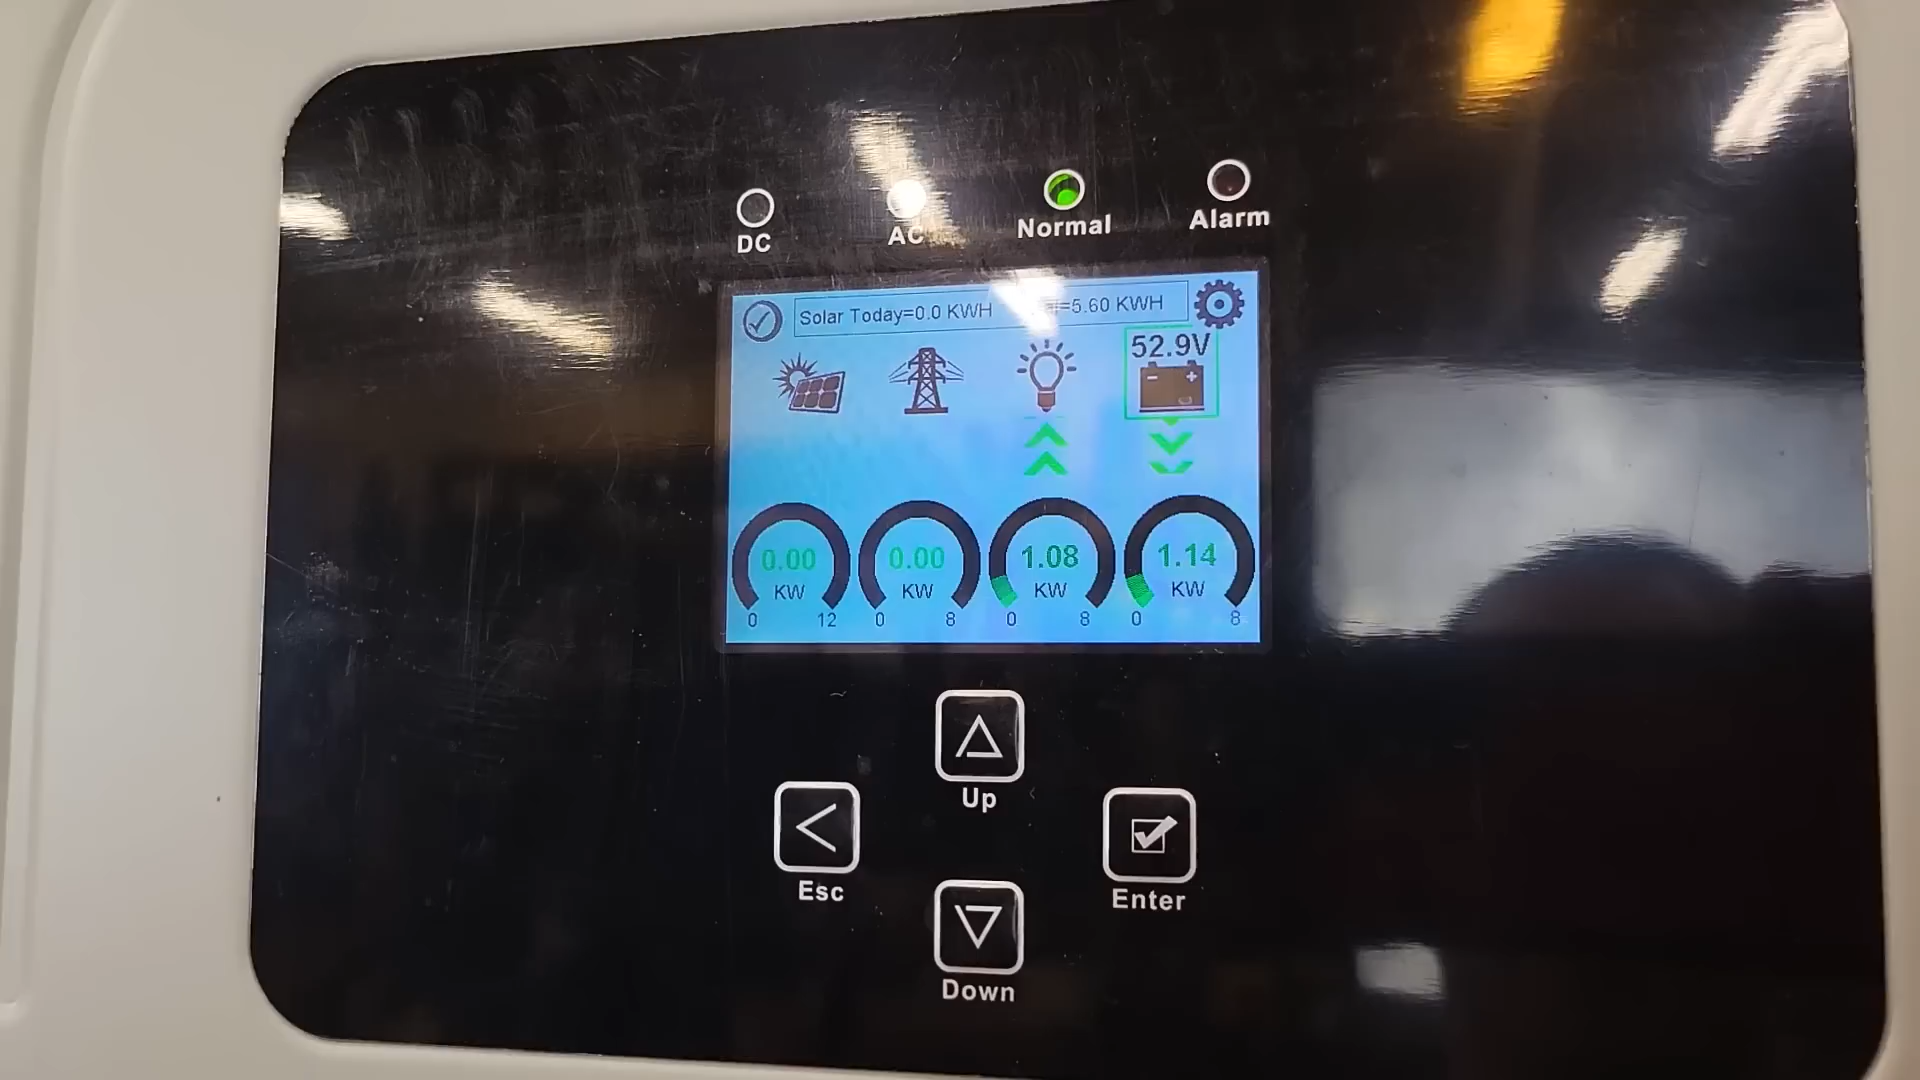 DC AC Normal Alarm
Solar Today=0.0 KWH =5.60 KWH
52.9V
0.00 0.00 1.08 1.14
KW KW KW KW
0 12 0 8 0 8 0 8
Up
Esc
Enter
Down